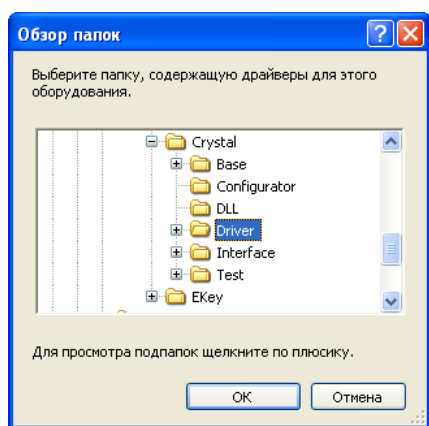 Обзор папок
Выберите папку, содержащую драйверы для этого
оборудования.
Crystal
Base
Configurator
DLL
Driver
Interface
Test
EKey
Для просмотра подпапок щелкните по плюсику.
ОК
Отмена